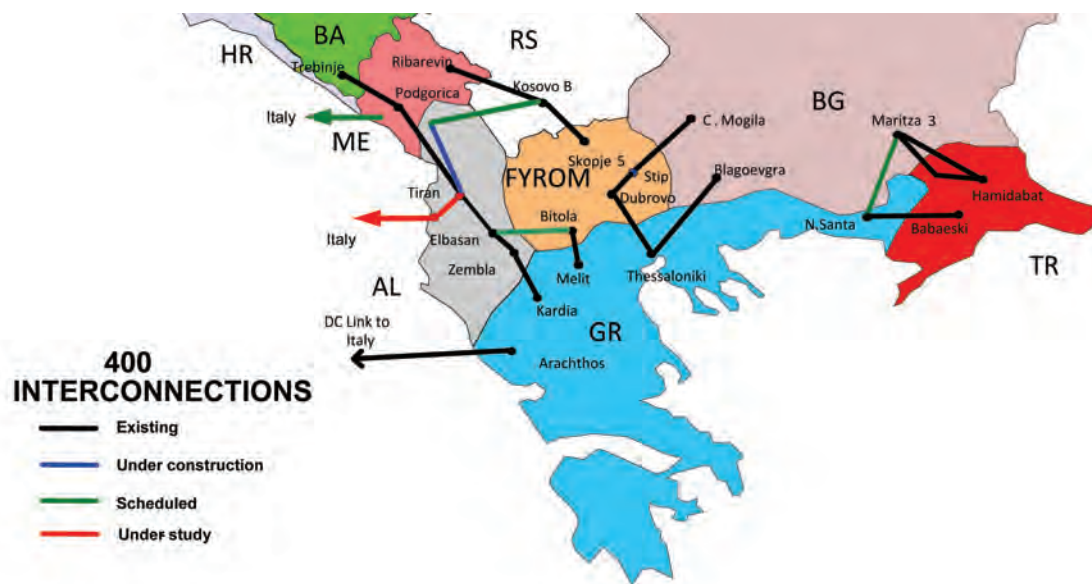 BA
RS
HR
Trebinje
Ribarevin
Kosovo B
Podgorica
BG
C . Mogila
Maritza 3
Italy
ME
Skopje 5
FYROM
Stip
Blagoevgra
Dubrovo
Hamidabat
Tiran
Bitola
Italy
Elbasan
N.Santa
Babaeski
Zembla
Melit
Thessaloniki
TR
AL
Kardia
DC Link to
Italy
GR
Arachthos
400
INTERCONNECTIONS
Existing
Under construction
Scheduled
Under study